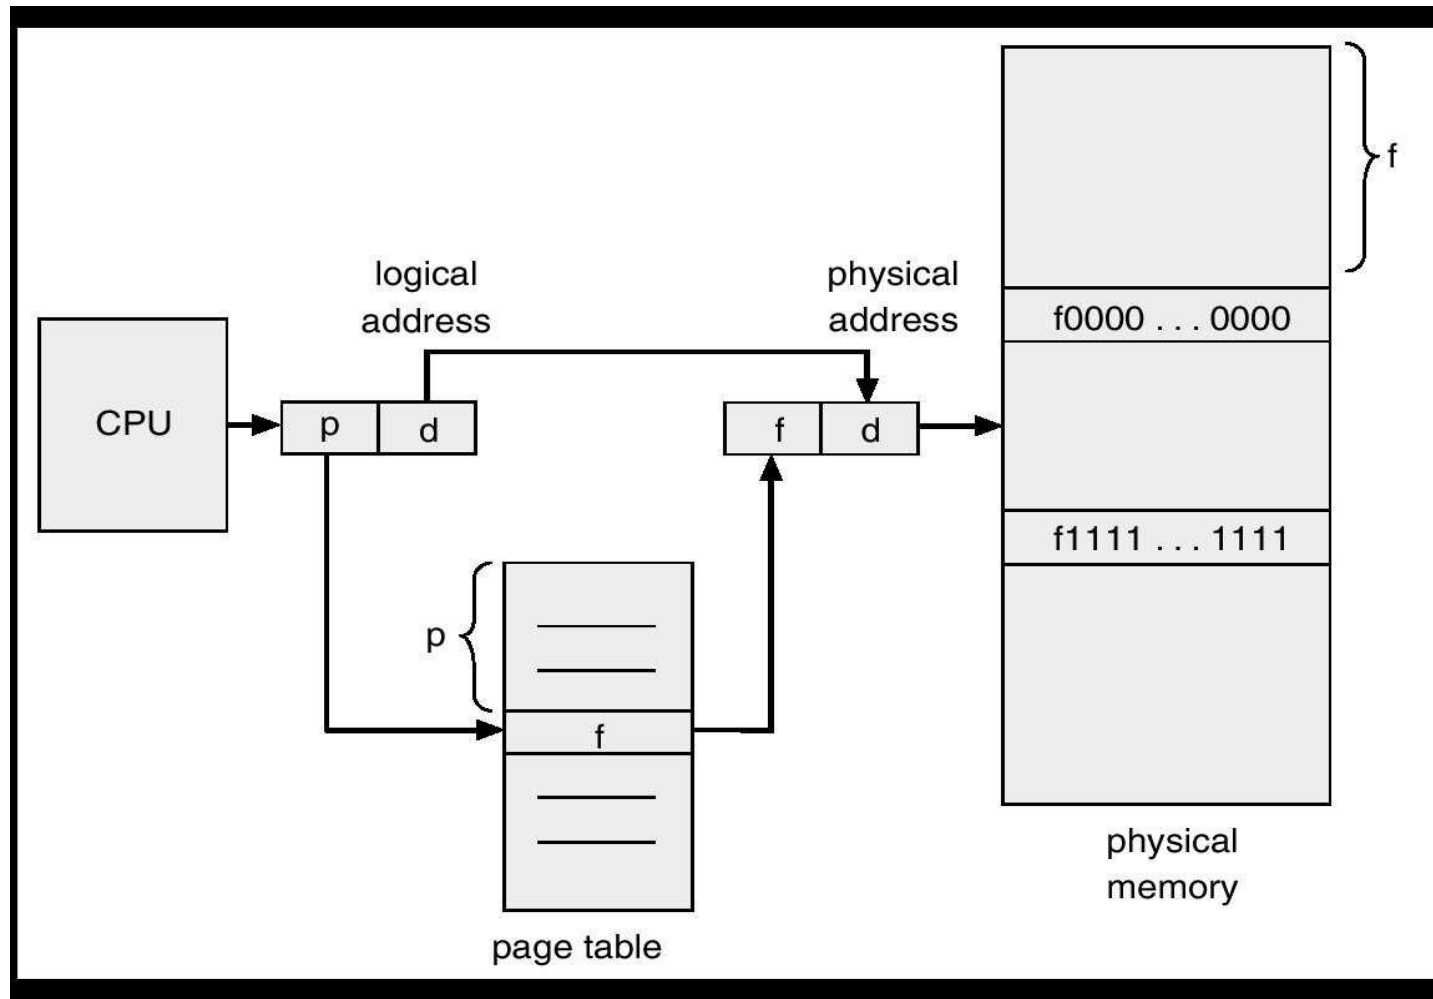 logical
address
physical
address
CPU
p
d
f
d
f
f0000 . . . 0000
f1111 . . . 1111
p
f
page table
physical
memory